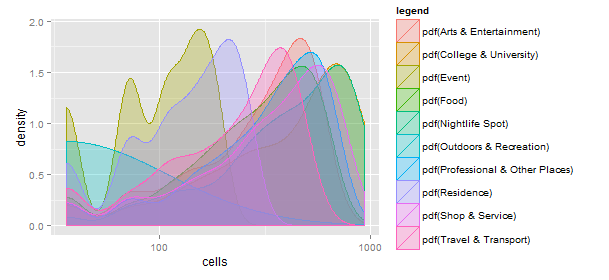 legend
pdf(Arts & Entertainment)
pdf(College & University)
pdf(Event)
pdf(Food)
pdf(Nightlife Spot)
pdf(Outdoors & Recreation)
pdf(Professional & Other Places)
pdf(Residence)
pdf(Shop & Service)
pdf(Travel & Transport)
density
2.0
1.5
1.0
0.5
0.0
100
1000
cells